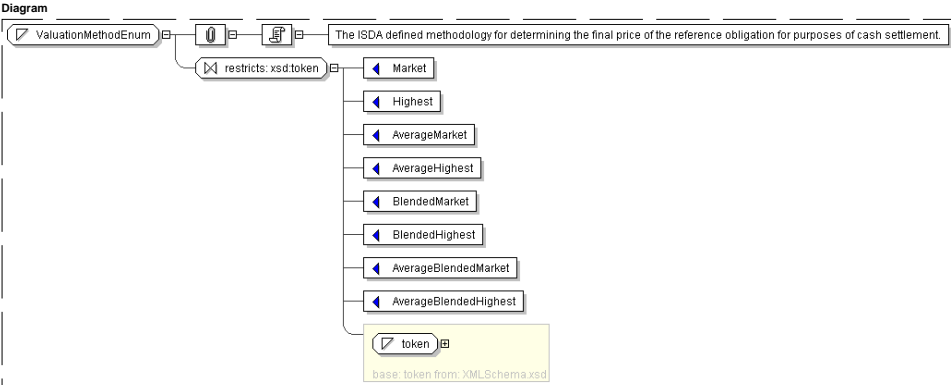 Diagram
ValuationMethodEnum
The ISDA defined methodology for determining the final price of the reference obligation for purposes of cash settlement.
restricts: xsd:token
Market
Highest
AverageMarket
AverageHighest
BlendedMarket
BlendedHighest
AverageBlendedMarket
AverageBlendedHighest
token
base: token from: XMLSchema.xsd